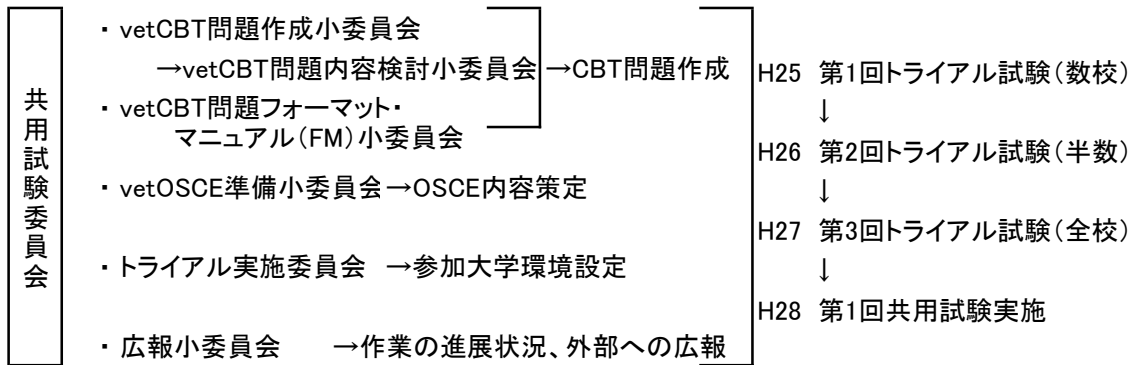 共用試験委員会
・ vetCBT問題作成小委員会
→vetCBT問題内容検討小委員会
→CBT問題作成
・ vetCBT問題フォーマット・
マニュアル（FM）小委員会
・ vetOSCE準備小委員会→OSCE内容策定
・ トライアル実施委員会 →参加大学環境設定
・ 広報小委員会 →作業の進展状況、外部への広報
H25 第1回トライアル試験（数校）
↓
H26 第2回トライアル試験（半数）
↓
H27 第3回トライアル試験（全校）
↓
H28 第1回共用試験実施